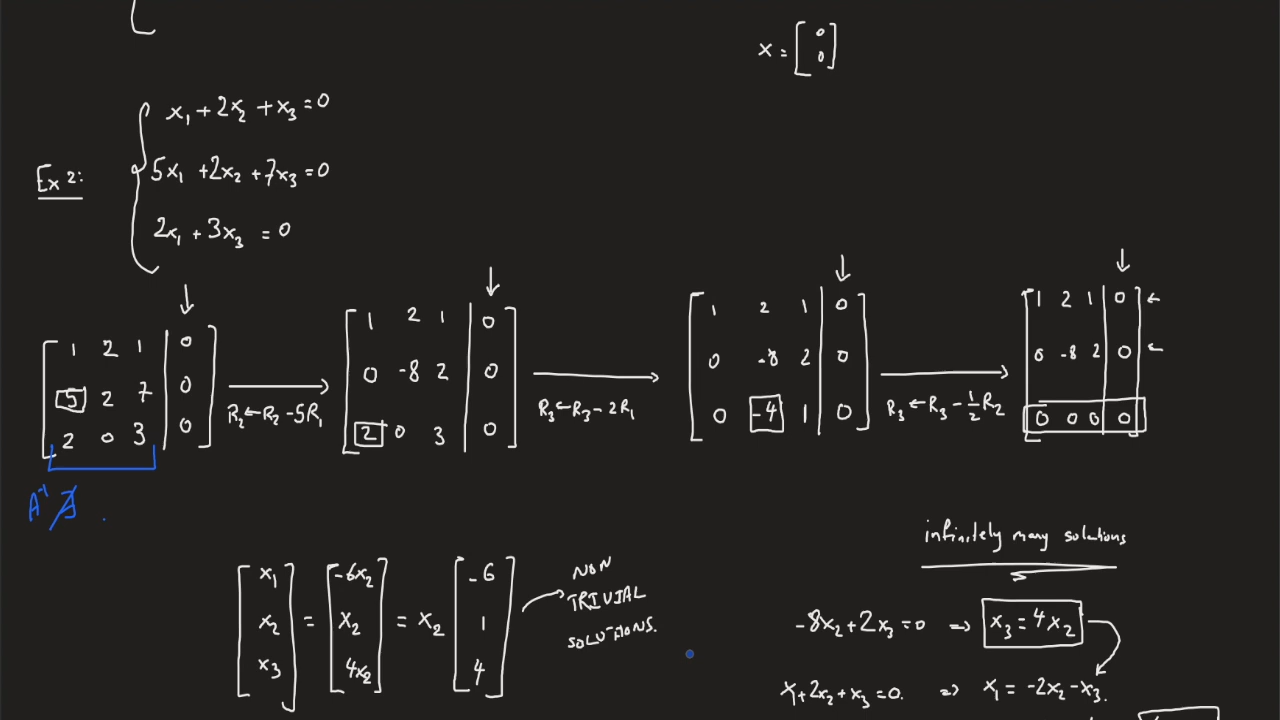 x = [0
0]
Ex 2:
x₁ + 2x₂ + x₃ = 0
5x₁ + 2x₂ + 7x₃ = 0
2x₁ + 3x₃ = 0
[1 2 1 | 0
5 2 7 | 0
2 0 3 | 0]
R₂ ← R₂ - 5R₁
[1 2 1 | 0
0 -8 2 | 0
2 0 3 | 0]
R₃ ← R₃ - 2R₁
[1 2 1 | 0
0 -8 2 | 0
0 -4 1 | 0]
R₃ ← R₃ - ½R₂
[1 2 1 | 0
0 -8 2 | 0
0 0 0 | 0]
A⁻¹ ∄
[x₁ x₂ x₃] = [-6x₂ x₂ 4x₂] = x₂ [-6 1 4]
NON
TRIVIAL
SOLUTIONS.
infinitely many solutions
-8x₂ + 2x₃ = 0 ⇒ x₃ = 4x₂
x₁ + 2x₂ + x₃ = 0. ⇒ x₁ = -2x₂ - x₃.